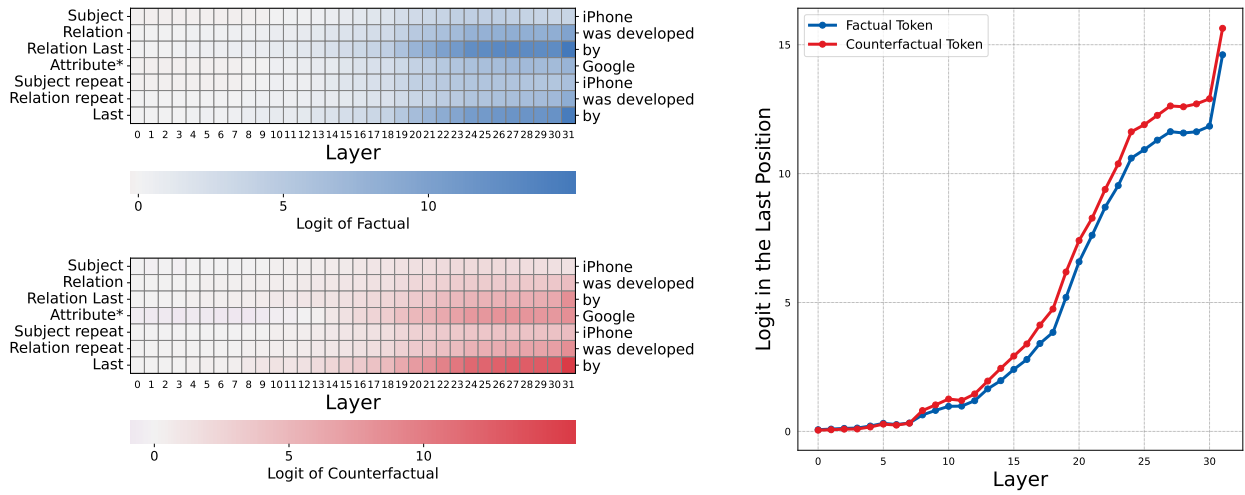 Subject iPhone
Relation was developed
Relation Last by
Attribute* Google
Subject repeat iPhone
Relation repeat was developed
Last by
0 1 2 3 4 5 6 7 8 9 10 11 12 13 14 15 16 17 18 19 20 21 22 23 24 25 26 27 28 29 30 31
Layer
0 5 10
Logit of Factual
Subject iPhone
Relation was developed
Relation Last by
Attribute* Google
Subject repeat iPhone
Relation repeat was developed
Last by
0 1 2 3 4 5 6 7 8 9 10 11 12 13 14 15 16 17 18 19 20 21 22 23 24 25 26 27 28 29 30 31
Layer
0 5 10
Logit of Counterfactual
Factual Token
Counterfactual Token
15
10
5
0
Logit in the Last Position
0 5 10 15 20 25 30
Layer